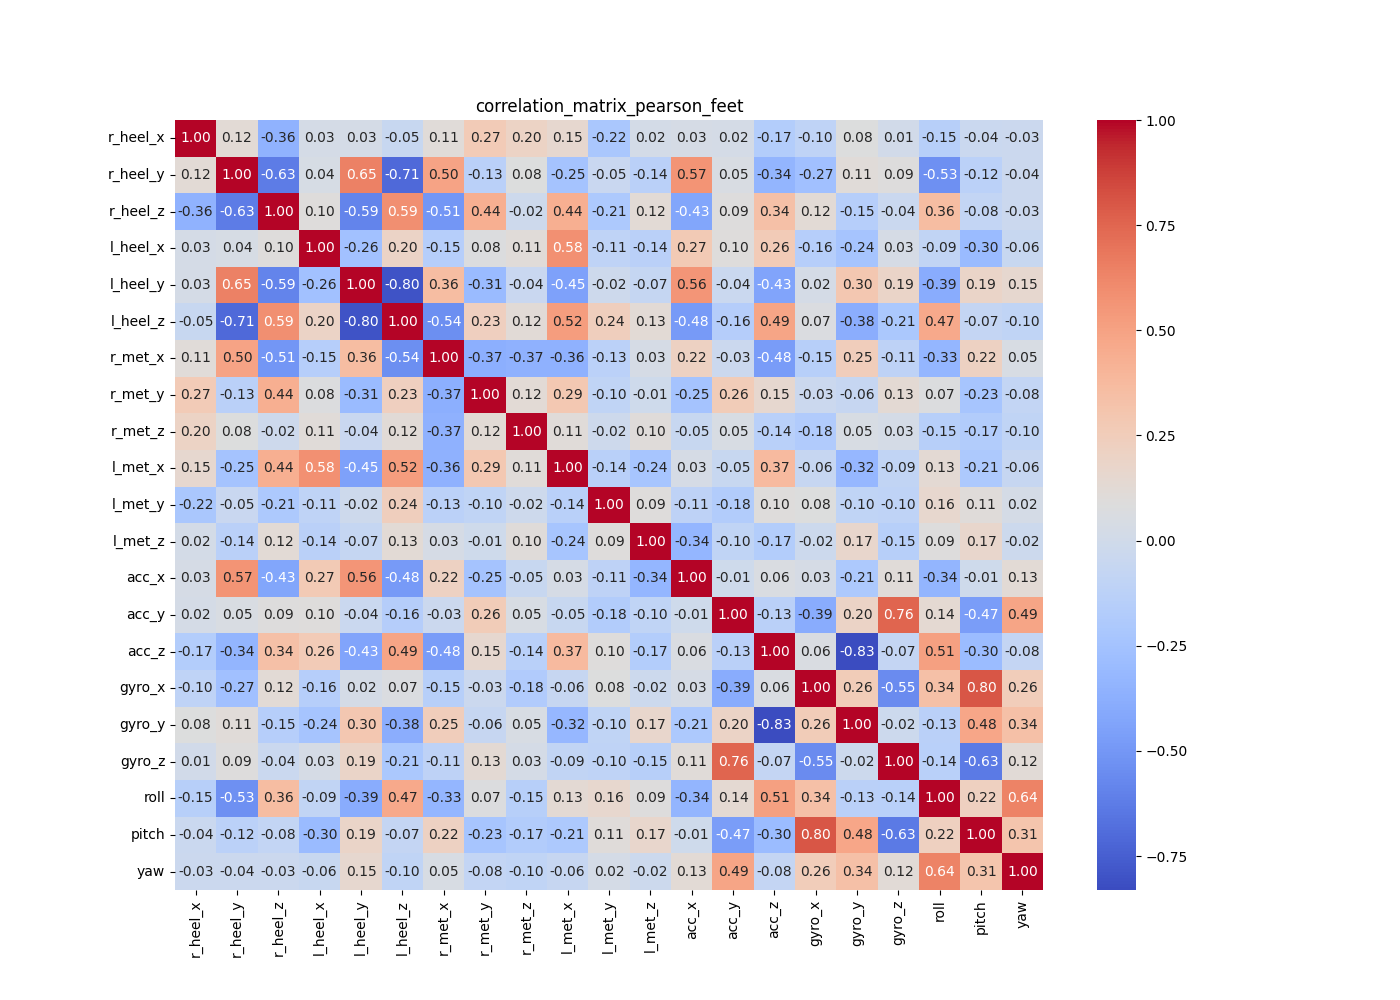 correlation_matrix_pearson_feet
r_heel_x 1.00 0.12 -0.36 0.03 0.03 -0.05 0.11 0.27 0.20 0.15 -0.22 0.02 0.03 0.02 -0.17 -0.10 0.08 0.01 -0.15 -0.04 -0.03
r_heel_y 0.12 1.00 -0.63 0.04 0.65 -0.71 0.50 -0.13 0.08 -0.25 -0.05 -0.14 0.57 0.05 -0.34 -0.27 0.11 0.09 -0.53 -0.12 -0.04
r_heel_z -0.36 -0.63 1.00 0.10 -0.59 0.59 -0.51 0.44 -0.02 0.44 -0.21 0.12 -0.43 0.09 0.34 0.12 -0.15 -0.04 0.36 -0.08 -0.03
l_heel_x 0.03 0.04 0.10 1.00 -0.26 0.20 -0.15 0.08 0.11 0.58 -0.11 -0.14 0.27 0.10 0.26 -0.16 -0.24 0.03 -0.09 -0.30 -0.06
l_heel_y 0.03 0.65 -0.59 -0.26 1.00 -0.80 0.36 -0.31 -0.04 -0.45 -0.02 -0.07 0.56 -0.04 -0.43 0.02 0.30 0.19 -0.39 0.19 0.15
l_heel_z -0.05 -0.71 0.59 0.20 -0.80 1.00 -0.54 0.23 0.12 0.52 0.24 0.13 -0.48 -0.16 0.49 0.07 -0.38 -0.21 0.47 -0.07 -0.10
r_met_x 0.11 0.50 -0.51 -0.15 0.36 -0.54 1.00 -0.37 -0.37 -0.36 -0.13 0.03 0.22 -0.03 -0.48 -0.15 0.25 -0.11 -0.33 0.22 0.05
r_met_y 0.27 -0.13 0.44 0.08 -0.31 0.23 -0.37 1.00 0.12 0.29 -0.10 -0.01 -0.25 0.26 0.15 -0.03 -0.06 0.13 0.07 -0.23 -0.08
r_met_z 0.20 0.08 -0.02 0.11 -0.04 0.12 -0.37 0.12 1.00 0.11 -0.02 0.10 -0.05 0.05 -0.14 -0.18 0.05 0.03 -0.15 -0.17 -0.10
l_met_x 0.15 -0.25 0.44 0.58 -0.45 0.52 -0.36 0.29 0.11 1.00 -0.14 -0.24 0.03 -0.05 0.37 -0.06 -0.32 -0.09 0.13 -0.21 -0.06
l_met_y -0.22 -0.05 -0.21 -0.11 -0.02 0.24 -0.13 -0.10 -0.02 -0.14 1.00 0.09 -0.11 -0.18 0.10 0.08 -0.10 -0.10 0.16 0.11 0.02
l_met_z 0.02 -0.14 0.12 -0.14 -0.07 0.13 0.03 -0.01 0.10 -0.24 0.09 1.00 -0.34 -0.10 -0.17 -0.02 0.17 -0.15 0.09 0.17 -0.02
acc_x 0.03 0.57 -0.43 0.27 0.56 -0.48 0.22 -0.25 -0.05 0.03 -0.11 -0.34 1.00 -0.01 0.06 0.03 -0.21 0.11 -0.34 -0.01 0.13
acc_y 0.02 0.05 0.09 0.10 -0.04 -0.16 -0.03 0.26 0.05 -0.05 -0.18 -0.10 -0.01 1.00 -0.13 -0.39 0.20 0.76 0.14 -0.47 0.49
acc_z -0.17 -0.34 0.34 0.26 -0.43 0.49 -0.48 0.15 -0.14 0.37 0.10 -0.17 0.06 -0.13 1.00 0.06 -0.83 -0.07 0.51 -0.30 -0.08
gyro_x -0.10 -0.27 0.12 -0.16 0.02 0.07 -0.15 -0.03 -0.18 -0.06 0.08 -0.02 0.03 -0.39 0.06 1.00 0.26 -0.55 0.34 0.80 0.26
gyro_y 0.08 0.11 -0.15 -0.24 0.30 -0.38 0.25 -0.06 0.05 -0.32 -0.10 0.17 -0.21 0.20 -0.83 0.26 1.00 -0.02 -0.13 0.48 0.34
gyro_z 0.01 0.09 -0.04 0.03 0.19 -0.21 -0.11 0.13 0.03 -0.09 -0.10 -0.15 0.11 0.76 -0.07 -0.55 -0.02 1.00 -0.14 -0.63 0.12
roll -0.15 -0.53 0.36 -0.09 -0.39 0.47 -0.33 0.07 -0.15 0.13 0.16 0.09 -0.34 0.14 0.51 0.34 -0.13 -0.14 1.00 0.22 0.64
pitch -0.04 -0.12 -0.08 -0.30 0.19 -0.07 0.22 -0.23 -0.17 -0.21 0.11 0.17 -0.01 -0.47 -0.30 0.80 0.48 -0.63 0.22 1.00 0.31
yaw -0.03 -0.04 -0.03 -0.06 0.15 -0.10 0.05 -0.08 -0.10 -0.06 0.02 -0.02 0.13 0.49 -0.08 0.26 0.34 0.12 0.64 0.31 1.00
r_heel_x r_heel_y r_heel_z l_heel_x l_heel_y l_heel_z r_met_x r_met_y r_met_z l_met_x l_met_y l_met_z acc_x acc_y acc_z gyro_x gyro_y gyro_z roll pitch yaw
1.00
0.75
0.50
0.25
0.00
-0.25
-0.50
-0.75